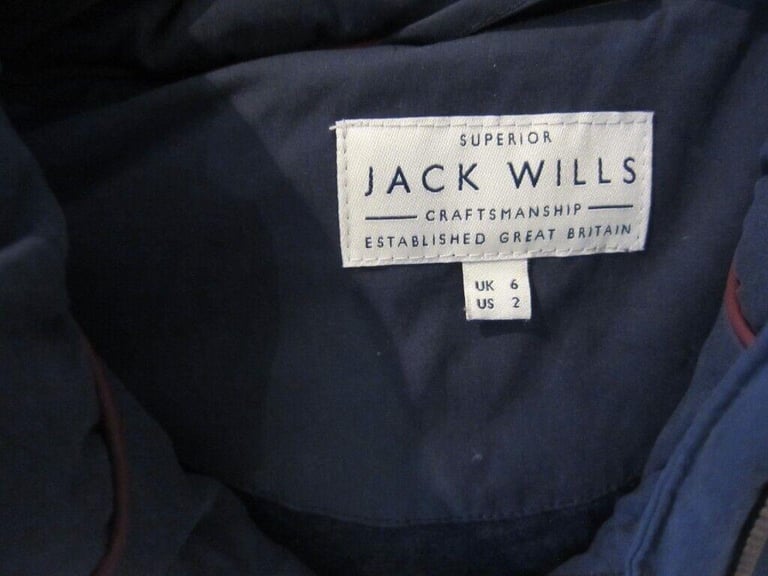 SUPERIOR
JACK WILLS
CRAFTSMANSHIP
ESTABLISHED GREAT BRITAIN
UK 6
US 2